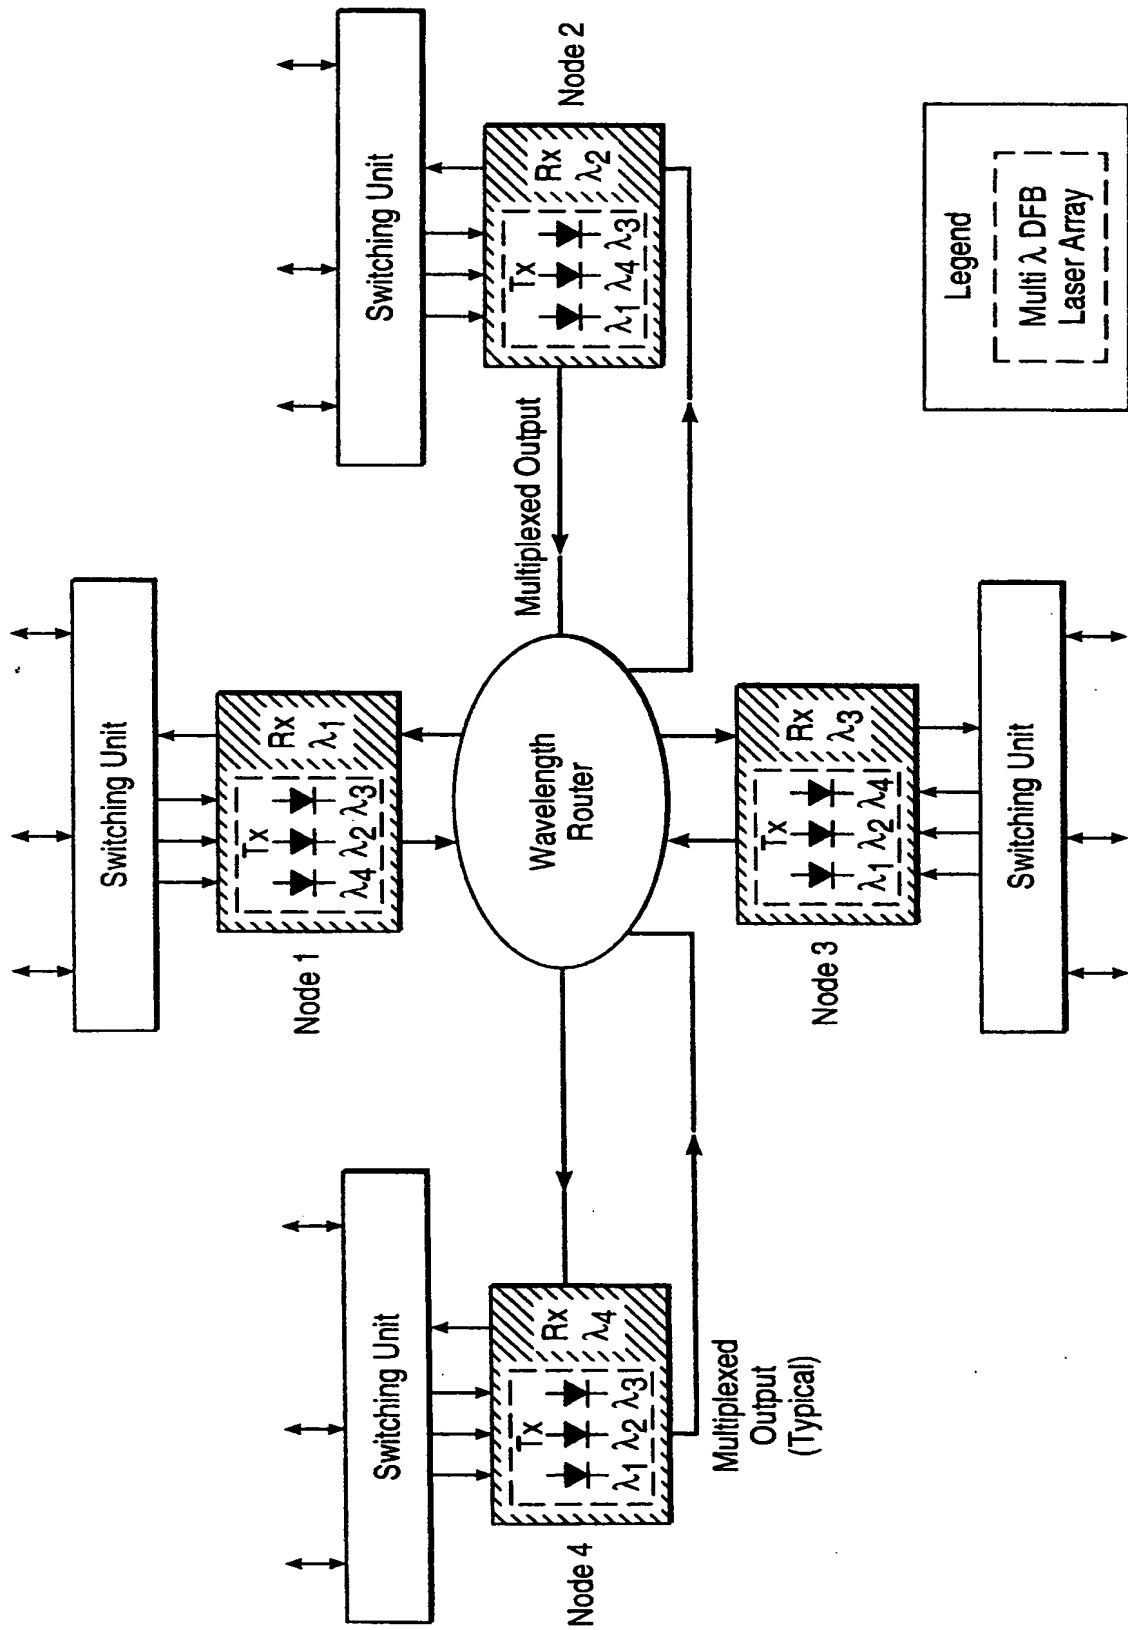 Switching Unit
Tx
λ4 λ2 λ3
Rx
λ1
Node 1
Switching Unit
Tx
λ1 λ2 λ3
Rx
λ4
Node 4
Multiplexed
Output
(Typical)
Wavelength
Router
Multiplexed Output
Switching Unit
Tx
λ1 λ4 λ3
Rx
λ2
Node 2
Tx
λ1 λ2 λ4
Rx
λ3
Node 3
Switching Unit
Legend
Multi λ DFB
Laser Array